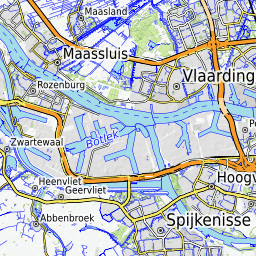 Maasland
Maassluis
Vlaarding
Rozenburg
Botlek
Zwartewaal
Heenvliet
Geervliet
Hoogv
Abbenbroek
Spijkenisse